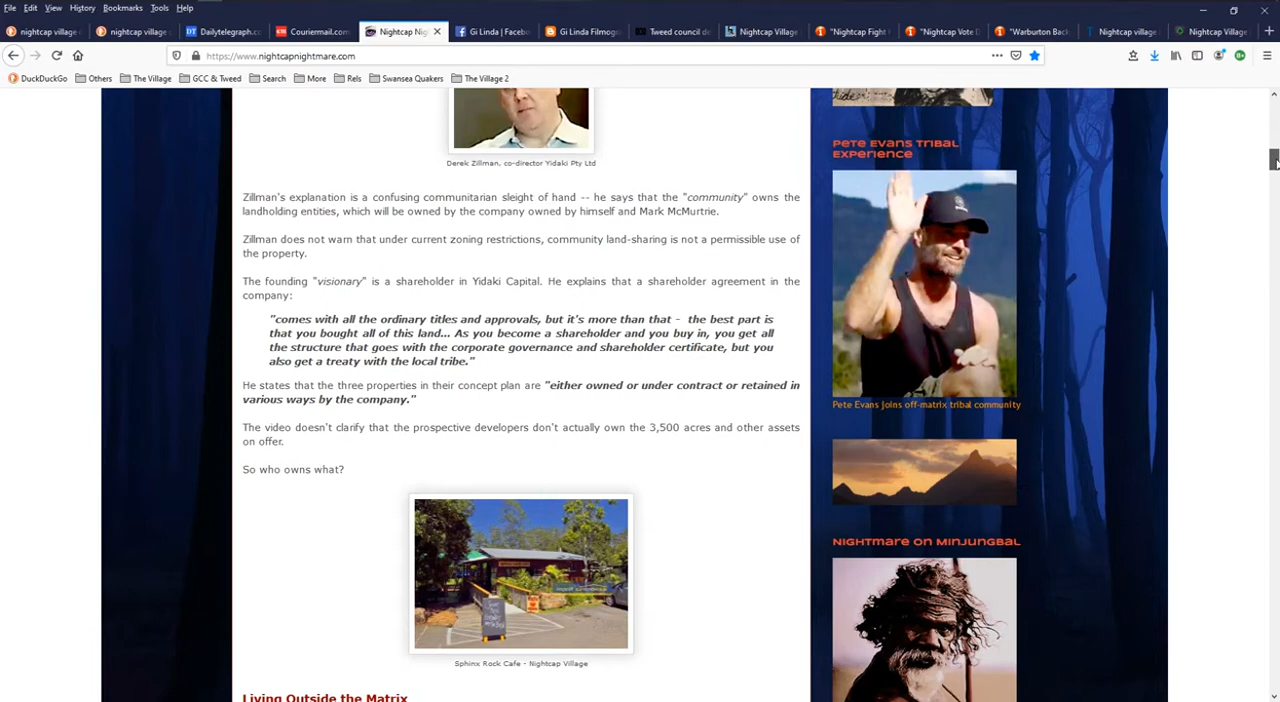 File Edit View History Bookmarks Tools Help
nightcap village nightcap village Dailytelegraph.co Couriermail.com Nightcap Nig Gi Linda | Facebo Gi Linda Filmogr Tweed council de Nightcap Village "Nightcap Fight "Nightcap Vote D "Warburton Back Nightcap village Nightcap Village
https://www.nightcapnightmare.com
DuckDuckGo Others The Village GCC & Tweed Search More Rels Swansea Quakers The Village 2
Derek Zillman, co-director Yidaki Pty Ltd
Zillman's explanation is a confusing communitarian sleight of hand -- he says that the "community" owns the
landholding entities, which will be owned by the company owned by himself and Mark McMurtrie.
Zillman does not warn that under current zoning restrictions, community land-sharing is not a permissible use of
the property.
The founding "visionary" is a shareholder in Yidaki Capital. He explains that a shareholder agreement in the
company:
"comes with all the ordinary titles and approvals, but it's more than that - the best part is
that you bought all of this land... As you become a shareholder and you buy in, you get all
the structure that goes with the corporate governance and shareholder certificate, but you
also get a treaty with the local tribe."
He states that the three properties in their concept plan are "either owned or under contract or retained in
various ways by the company."
The video doesn't clarify that the prospective developers don't actually own the 3,500 acres and other assets
on offer.
So who owns what?
Sphinx Rock Cafe - Nightcap Village
Living Outside the Matrix
Pete Evans Tribal
Experience
Pete Evans joins off-matrix tribal community
Nightmare on Minjungbal